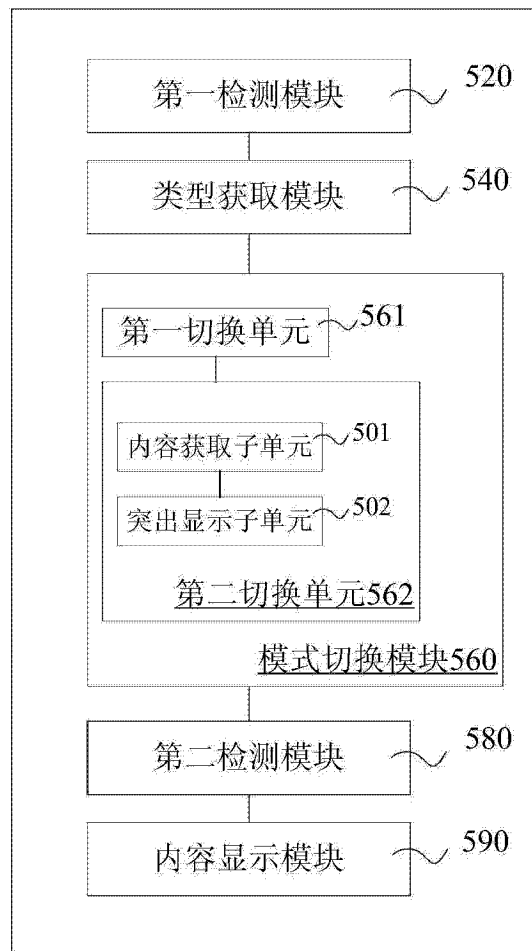 第一检测模块 520
类型获取模块 540
第一切换单元 561
内容获取子单元 501
突出显示子单元 502
第二切换单元562
模式切换模块560
第二检测模块 580
内容显示模块 590